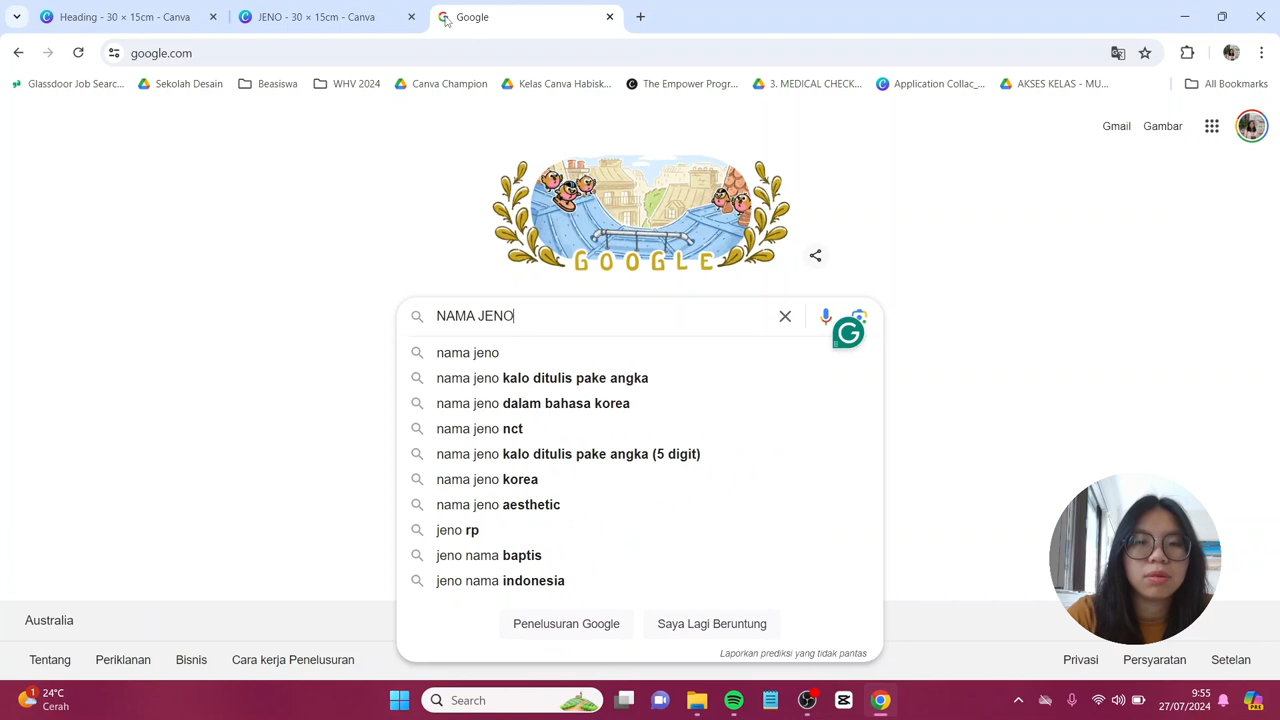 Heading - 30 × 15cm - Canva
JENO - 30 × 15cm - Canva
Google
google.com
Glassdoor Job Searc...
Sekolah Desain
Beasiswa
WHV 2024
Canva Champion
Kelas Canva Habisk...
The Empower Progr...
3. MEDICAL CHECK...
Application Collac_...
AKSES KELAS - MU...
All Bookmarks
Gmail
Gambar
GOOGLE
NAMA JENO
nama jeno
nama jeno kalo ditulis pake angka
nama jeno dalam bahasa korea
nama jeno nct
nama jeno kalo ditulis pake angka (5 digit)
nama jeno korea
nama jeno aesthetic
jeno rp
jeno nama baptis
jeno nama indonesia
Penelusuran Google
Saya Lagi Beruntung
Laporkan prediksi yang tidak pantas
Australia
Tentang
Periklanan
Bisnis
Cara kerja Penelusuran
Privasi
Persyaratan
Setelan
1
24°C
Cerah
Search
9:55
27/07/2024